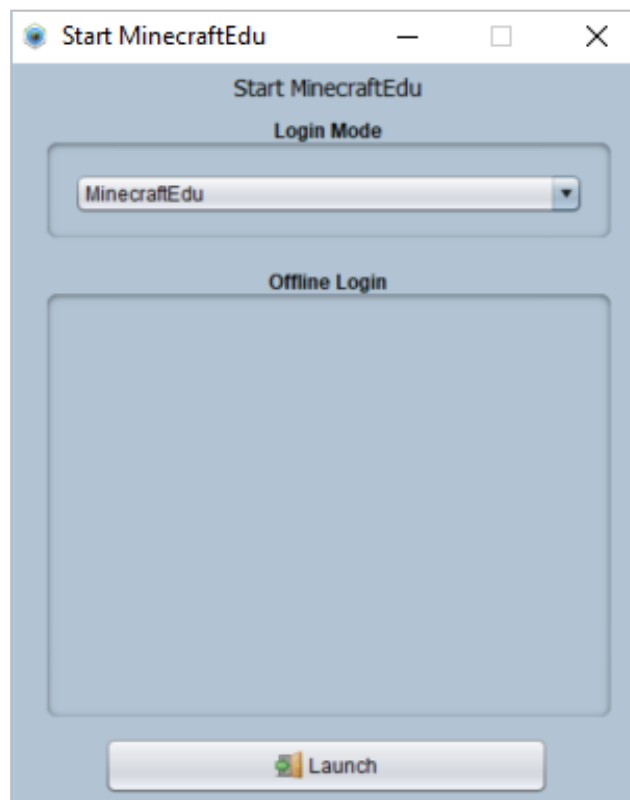 Start MinecraftEdu
Start MinecraftEdu
Login Mode
MinecraftEdu
Offline Login
Launch